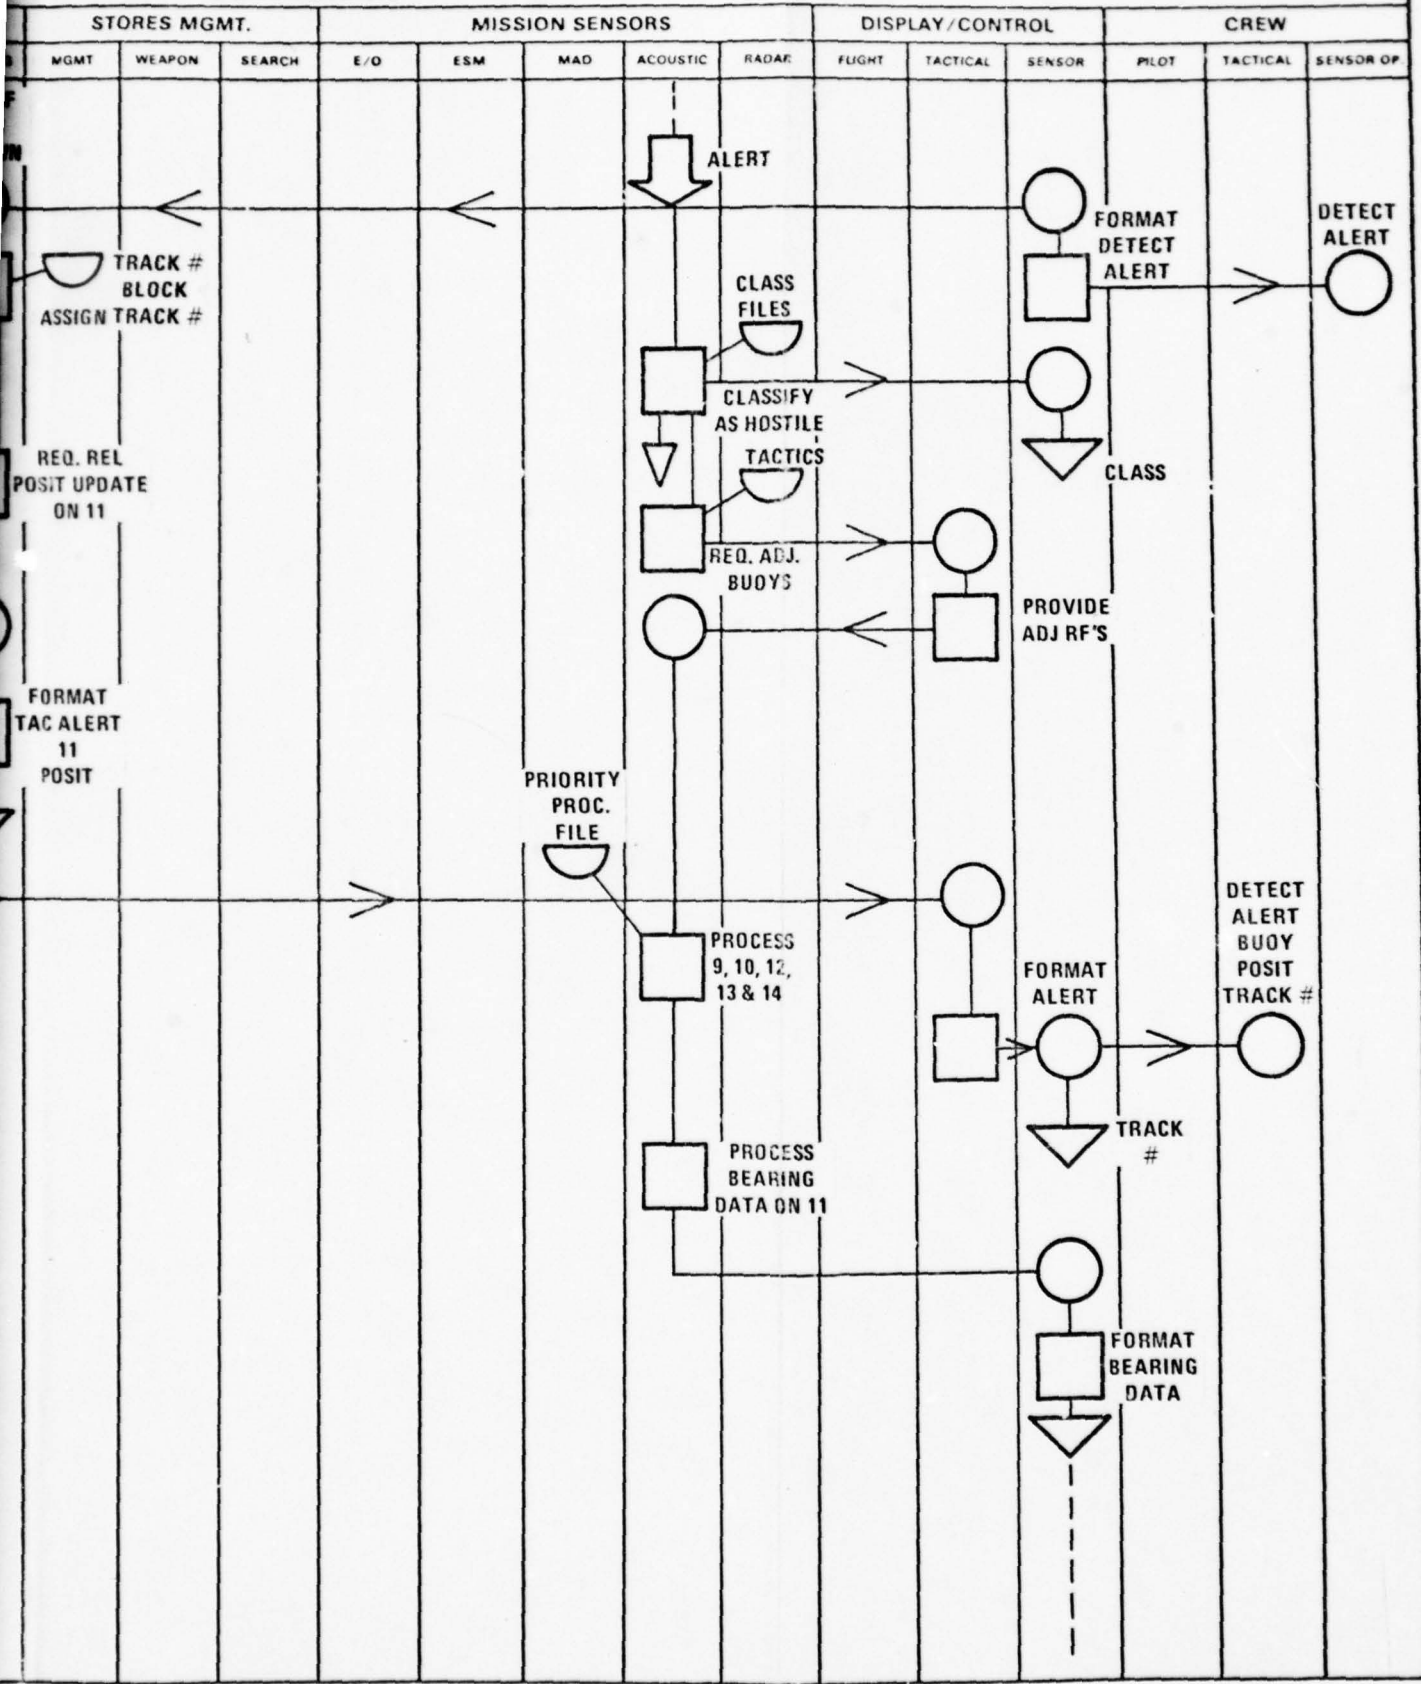 STORES MGMT.
MISSION SENSORS
DISPLAY/CONTROL
CREW
MGMT
WEAPON
SEARCH
E/O
ESM
MAD
ACOUSTIC
RADAR
FLIGHT
TACTICAL
SENSOR
PILOT
TACTICAL
SENSOR OP.
ALERT
FORMAT
DETECT
ALERT
DETECT
ALERT
TRACK #
BLOCK
ASSIGN TRACK #
CLASS
FILES
CLASSIFY
AS HOSTILE
TACTICS
CLASS
REQ. REL
POSIT UPDATE
ON 11
REQ. ADJ.
BUOYS
PROVIDE
ADJ RF'S
FORMAT
TAC ALERT
11
POSIT
PRIORITY
PROC.
FILE
PROCESS
9, 10, 12,
13 & 14
FORMAT
ALERT
DETECT
ALERT
BUOY
POSIT
TRACK #
TRACK
#
PROCESS
BEARING
DATA ON 11
FORMAT
BEARING
DATA